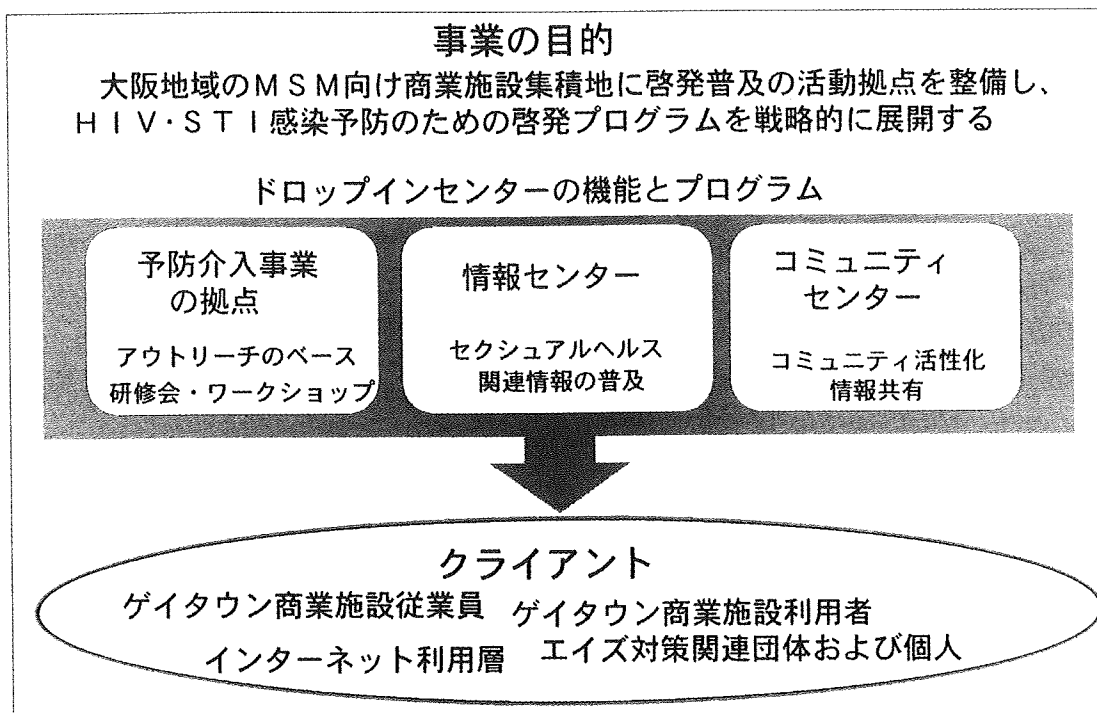 事業の目的
大阪地域のMSM向け商業施設集積地に啓発普及の活動拠点を整備し、
HIV・STI感染予防のための啓発プログラムを戦略的に展開する
ドロップインセンターの機能とプログラム
予防介入事業
の拠点
アウトリーチのベース
研修会・ワークショップ
情報センター
セクシュアルヘルス
関連情報の普及
コミュニティ
センター
コミュニティ活性化
情報共有
クライアント
ゲイタウン商業施設従業員
ゲイタウン商業施設利用者
インターネット利用層
エイズ対策関連団体および個人